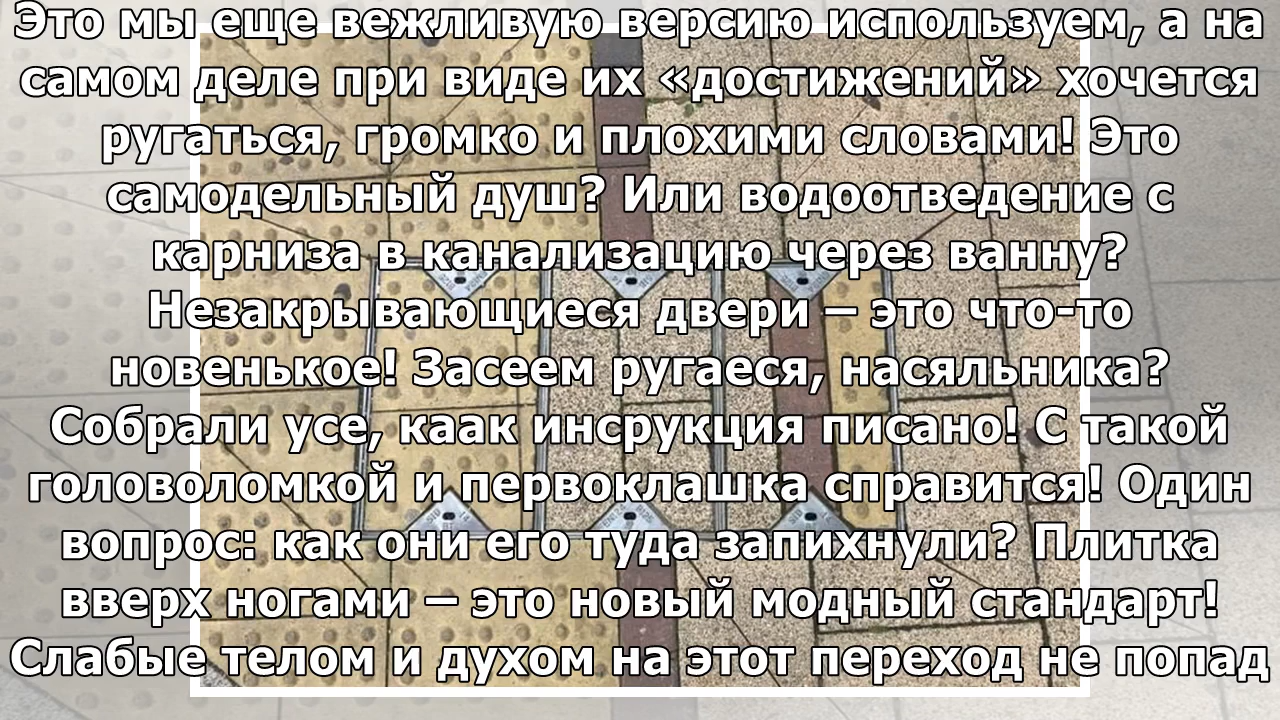 Это мы еще вежливую версию используем, а на
самом деле при виде их «достижений» хочется
ругаться, громко и плохими словами! Это
самодельный душ? Или водоотведение с
карниза в канализацию через ванну?
Незакрывающиеся двери – это что-то
новенькое! Засеем ругаеся, насяльника?
Собрали усе, каак инсрукция писано! С такой
головоломкой и первоклашка справится! Один
вопрос: как они его туда запихнули? Плитка
вверх ногами – это новый модный стандарт!
Слабые телом и духом на этот переход не попад